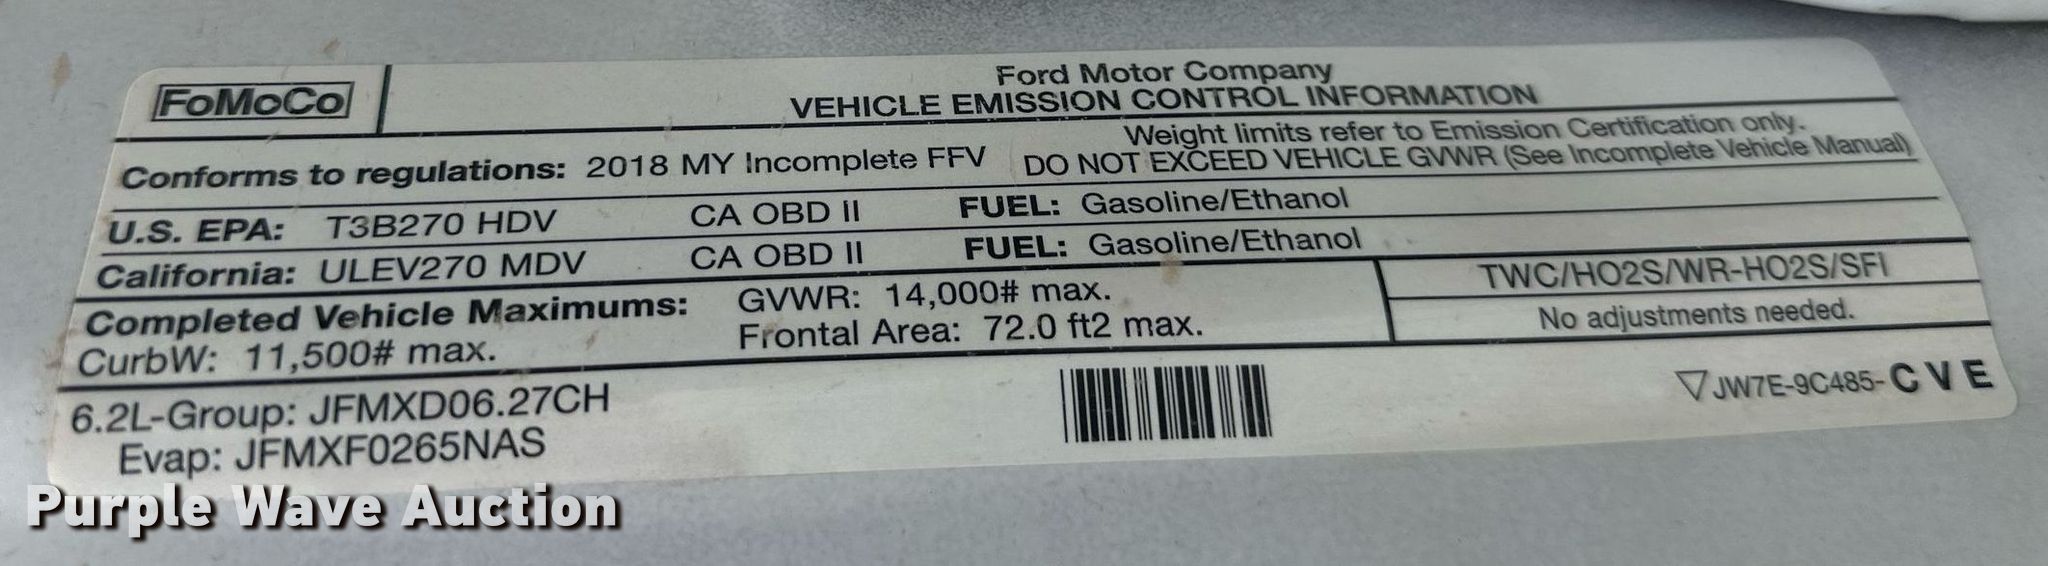 FoMoCo
Ford Motor Company
VEHICLE EMISSION CONTROL INFORMATION
Conforms to regulations: 2018 MY Incomplete FFV
Weight limits refer to Emission Certification only.
DO NOT EXCEED VEHICLE GVWR (See Incomplete Vehicle Manual)
U.S. EPA: T3B270 HDV CA OBD II FUEL: Gasoline/Ethanol
California: ULEV270 MDV CA OBD II FUEL: Gasoline/Ethanol
Completed Vehicle Maximums: GVWR: 14,000# max.
CurbW: 11,500# max. Frontal Area: 72.0 ft2 max.
TWC/HO2S/WR-HO2S/SFI
No adjustments needed.
6.2L-Group: JFMXD06.27CH
Evap: JFMXF0265NAS
▽JW7E-9C485-CVE
Purple Wave Auction